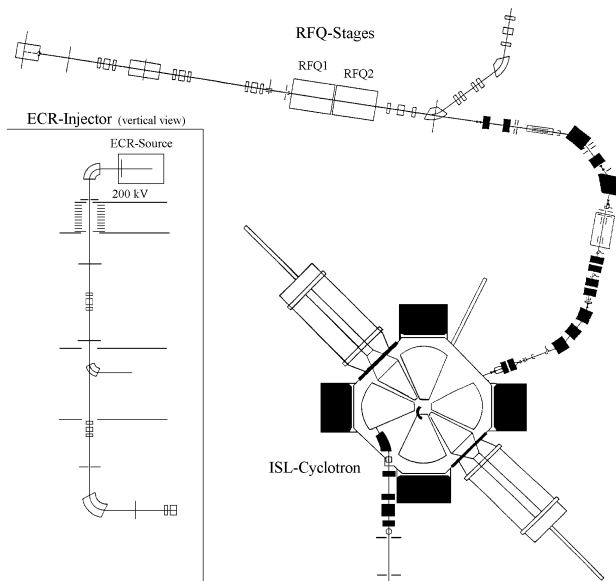 RFQ-Stages
RFQ1
RFQ2
ECR-Injector (vertical view)
ECR-Source
200 kV
ISL-Cyclotron